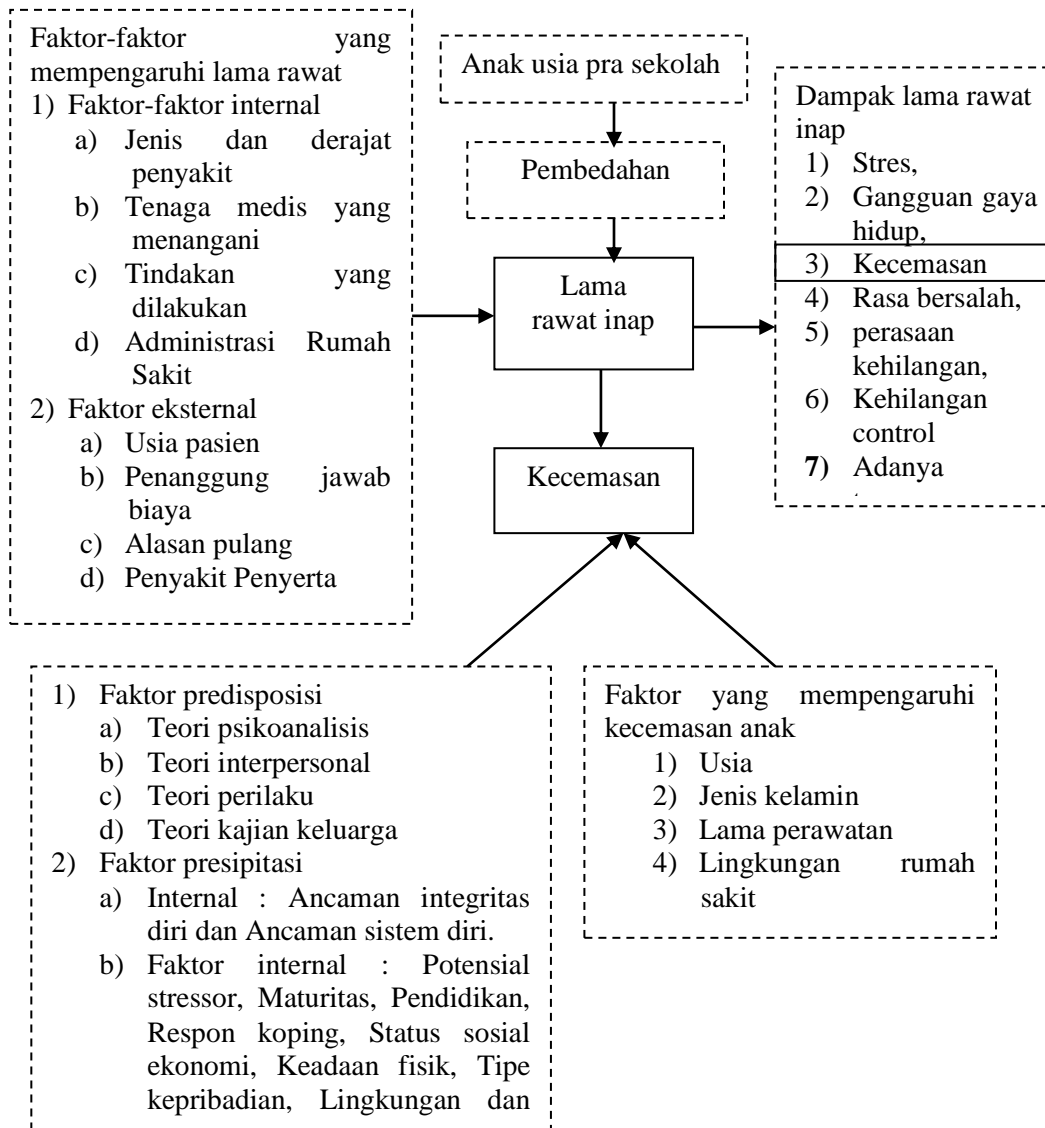 Faktor-faktor yang
mempengaruhi lama rawat
1) Faktor-faktor internal
a) Jenis dan derajat
penyakit
b) Tenaga medis yang
menangani
c) Tindakan yang
dilakukan
d) Administrasi Rumah
Sakit
2) Faktor eksternal
a) Usia pasien
b) Penanggung jawab
biaya
c) Alasan pulang
d) Penyakit Penyerta
Anak usia pra sekolah
Pembedahan
Lama
rawat inap
Kecemasan
Dampak lama rawat
inap
1) Stres,
2) Gangguan gaya
hidup,
3) Kecemasan
4) Rasa bersalah,
5) perasaan
kehilangan,
6) Kehilangan
control
7) Adanya
1) Faktor predisposisi
a) Teori psikoanalisis
b) Teori interpersonal
c) Teori perilaku
d) Teori kajian keluarga
2) Faktor presipitasi
a) Internal : Ancaman integritas
diri dan Ancaman sistem diri.
b) Faktor internal : Potensial
stressor, Maturitas, Pendidikan,
Respon koping, Status sosial
ekonomi, Keadaan fisik, Tipe
kepribadian, Lingkungan dan
Faktor yang mempengaruhi
kecemasan anak
1) Usia
2) Jenis kelamin
3) Lama perawatan
4) Lingkungan rumah
sakit